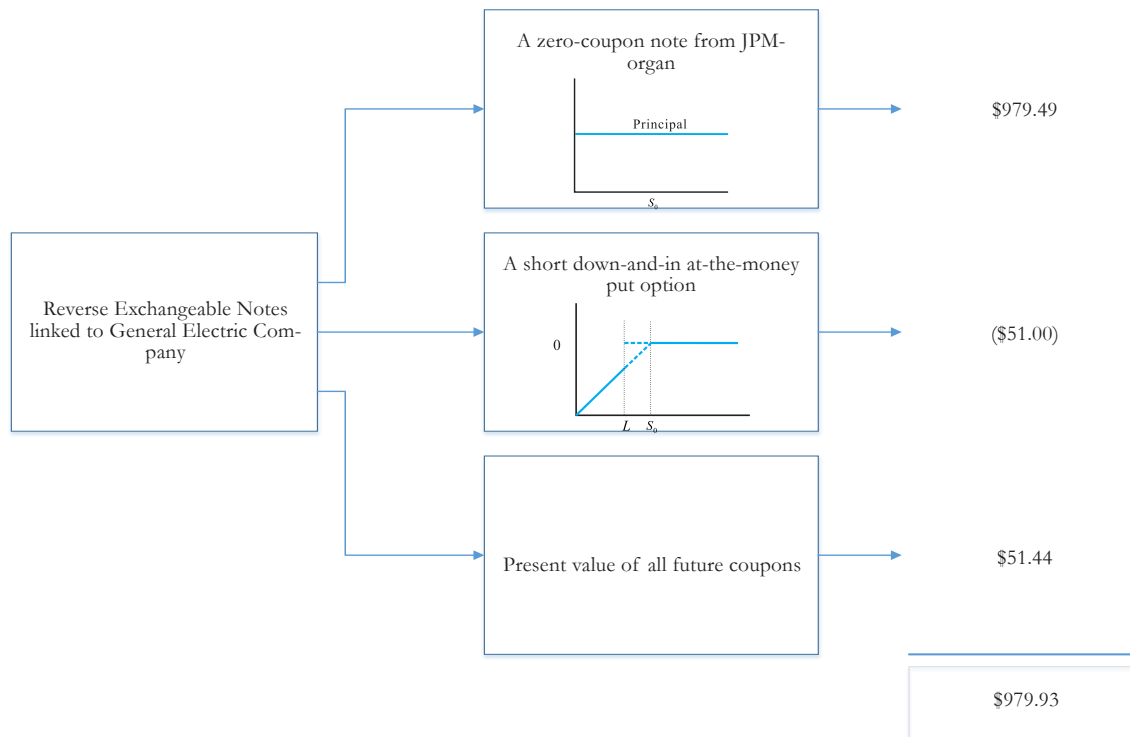 A zero-coupon note from JPM-
organ
Principal
S₀
$979.49
Reverse Exchangeable Notes
linked to General Electric Com-
pany
A short down-and-in at-the-money
put option
0
L S₀
($51.00)
Present value of all future coupons
$51.44
$979.93